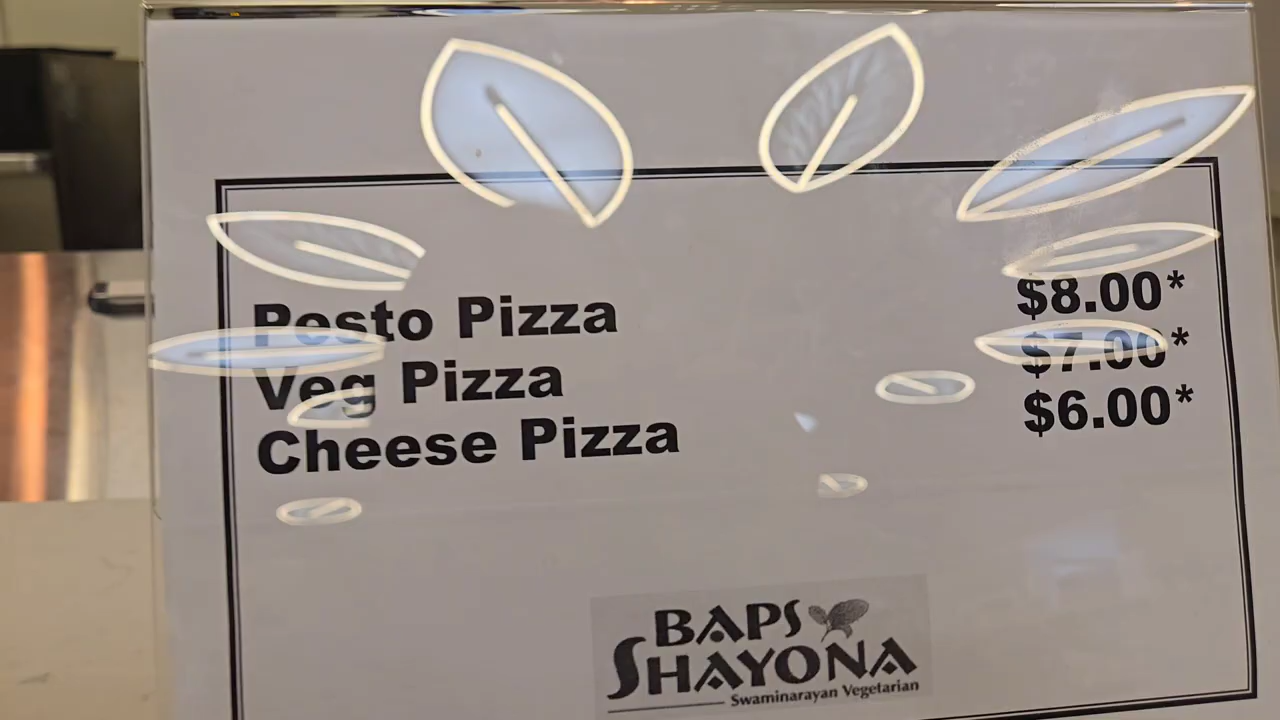 Pesto Pizza $8.00*
Veg Pizza $7.00*
Cheese Pizza $6.00*
BAPS
SHAYONA
Swaminarayan Vegetarian